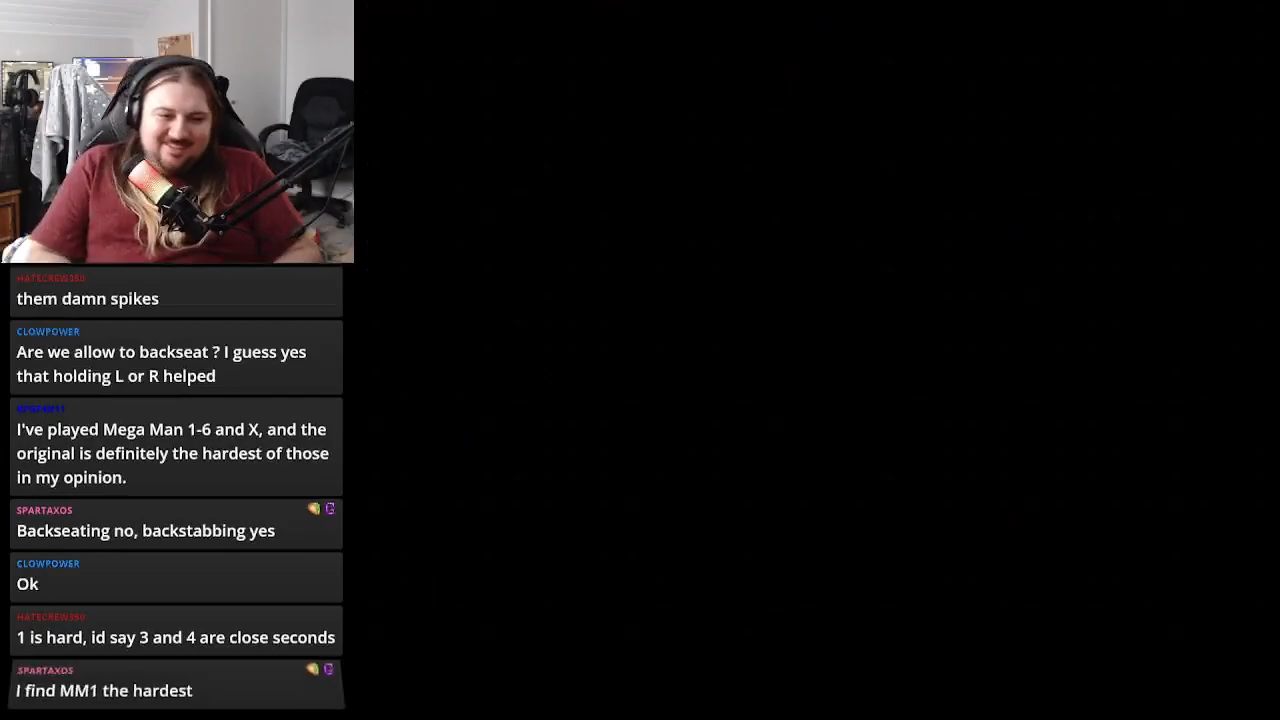 HATECREW350
them damn spikes
CLOWPOWER
Are we allow to backseat ? I guess yes
that holding L or R helped
I've played Mega Man 1-6 and X, and the
original is definitely the hardest of those
in my opinion.
SPARTAXOS
Backseating no, backstabbing yes
CLOWPOWER
Ok
HATECREW350
1 is hard, id say 3 and 4 are close seconds
SPARTAXOS
I find MM1 the hardest